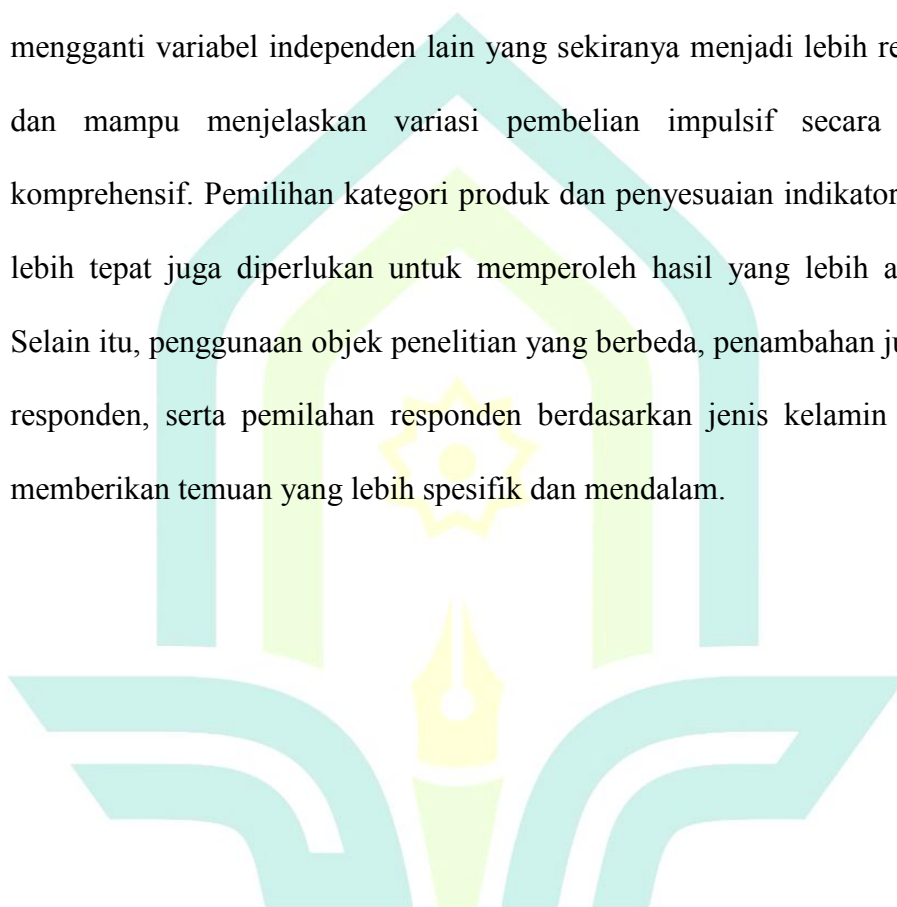 mengganti variabel independen lain yang sekiranya menjadi lebih re
dan mampu menjelaskan variasi pembelian impulsif secara
komprehensif. Pemilihan kategori produk dan penyesuaian indikator
lebih tepat juga diperlukan untuk memperoleh hasil yang lebih a
Selain itu, penggunaan objek penelitian yang berbeda, penambahan ju
responden, serta pemilahan responden berdasarkan jenis kelamin
memberikan temuan yang lebih spesifik dan mendalam.